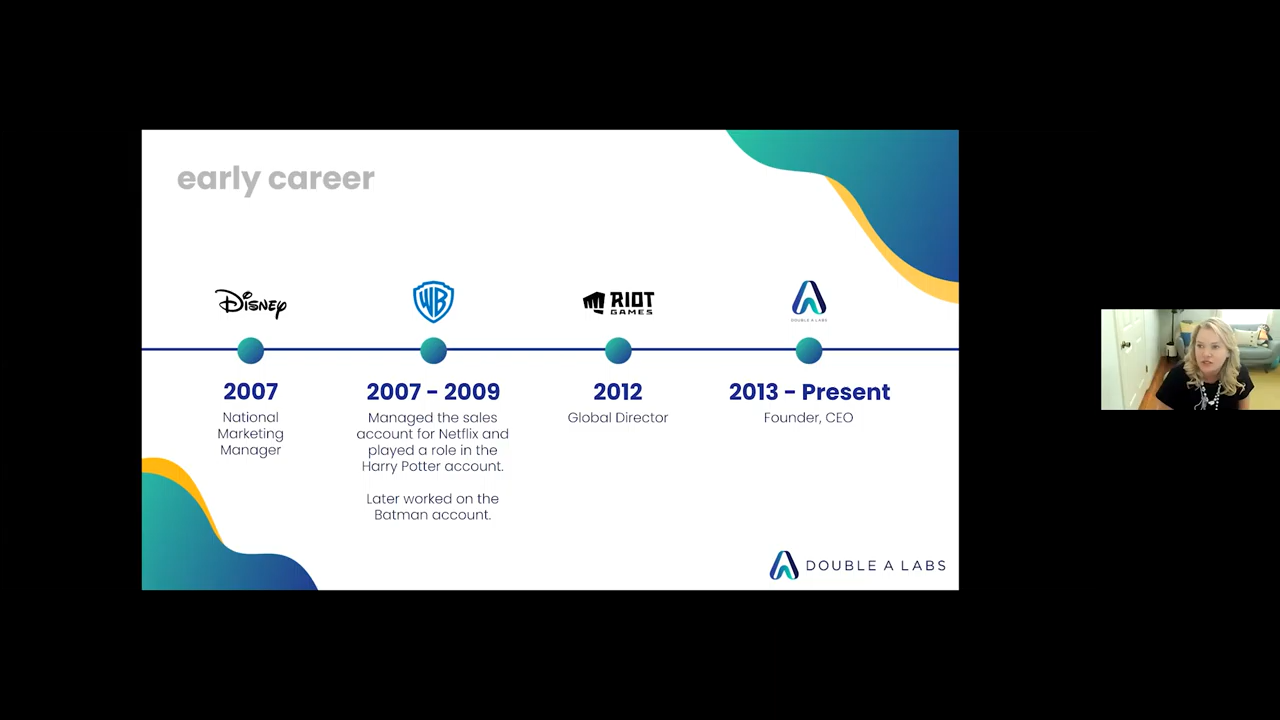 early career
DISNEY
WB
RIOT
GAMES
DOUBLE A LABS
2007
National
Marketing
Manager
2007 - 2009
Managed the sales
account for Netflix and
played a role in the
Harry Potter account.
Later worked on the
Batman account.
2012
Global Director
2013 - Present
Founder, CEO
DOUBLE A LABS